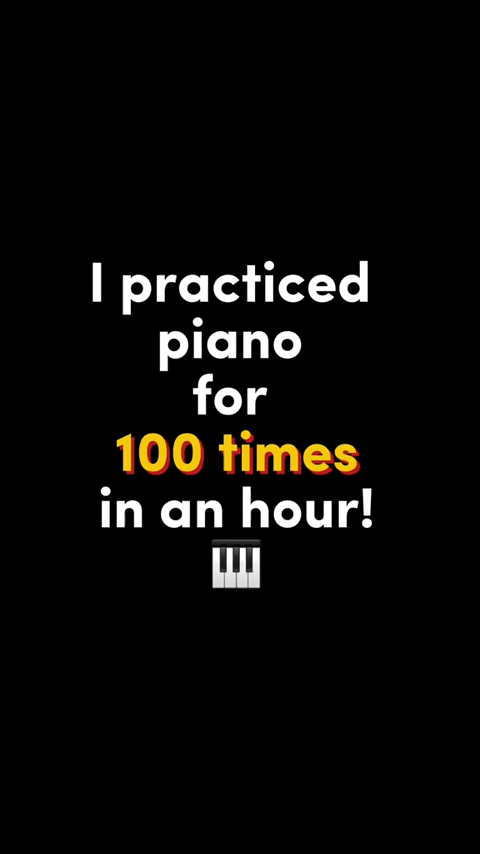 I practiced
piano
for
100 times
in an hour!
🎹